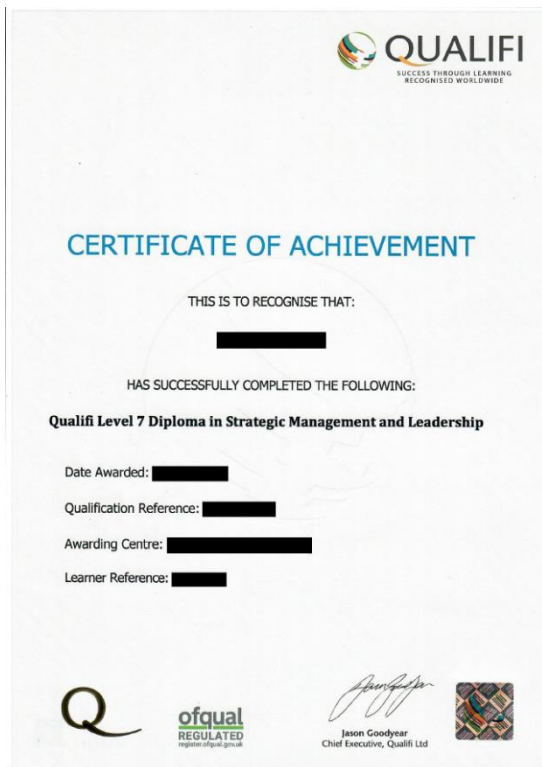 QUALIFI
SUCCESS THROUGH LEARNING
RECOGNISED WORLDWIDE
CERTIFICATE OF ACHIEVEMENT
THIS IS TO RECOGNISE THAT:
HAS SUCCESSFULLY COMPLETED THE FOLLOWING:
Qualifi Level 7 Diploma in Strategic Management and Leadership
Date Awarded:
Qualification Reference:
Awarding Centre:
Learner Reference:
Q
ofqual
REGULATED
register.ofqual.gov.uk
Jason Goodyear
Chief Executive, Qualifi Ltd